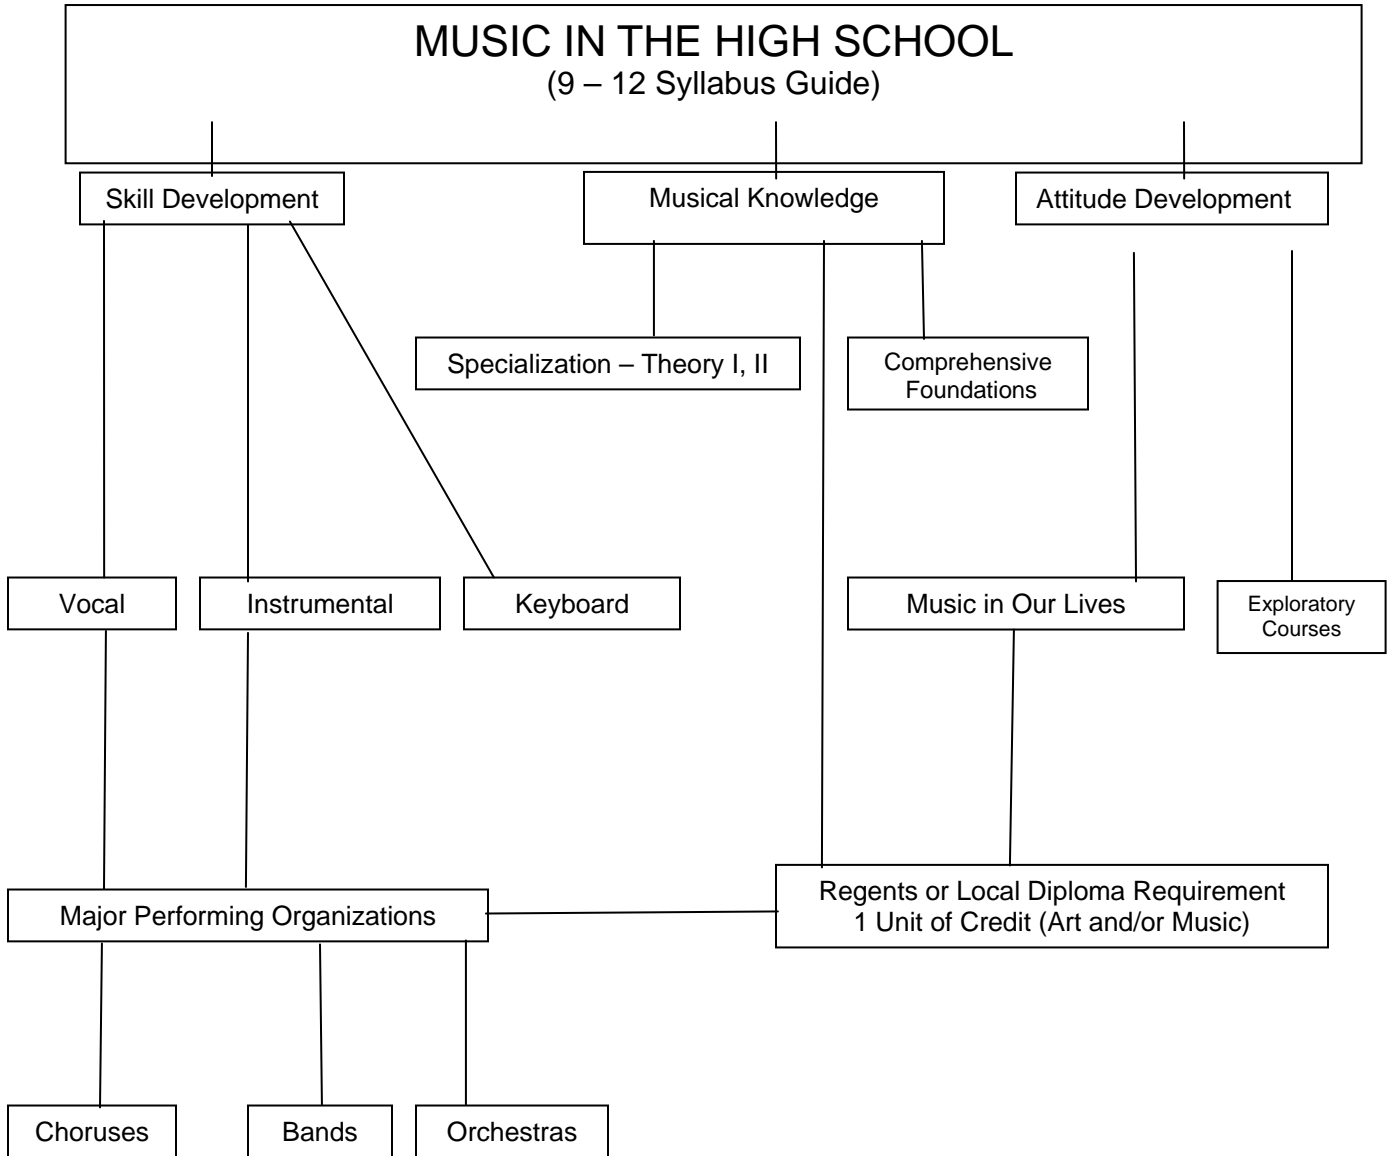 MUSIC IN THE HIGH SCHOOL
(9 – 12 Syllabus Guide)
Skill Development
Musical Knowledge
Attitude Development
Specialization – Theory I, II
Comprehensive
Foundations
Vocal
Instrumental
Keyboard
Music in Our Lives
Exploratory
Courses
Major Performing Organizations
Regents or Local Diploma Requirement
1 Unit of Credit (Art and/or Music)
Choruses
Bands
Orchestras